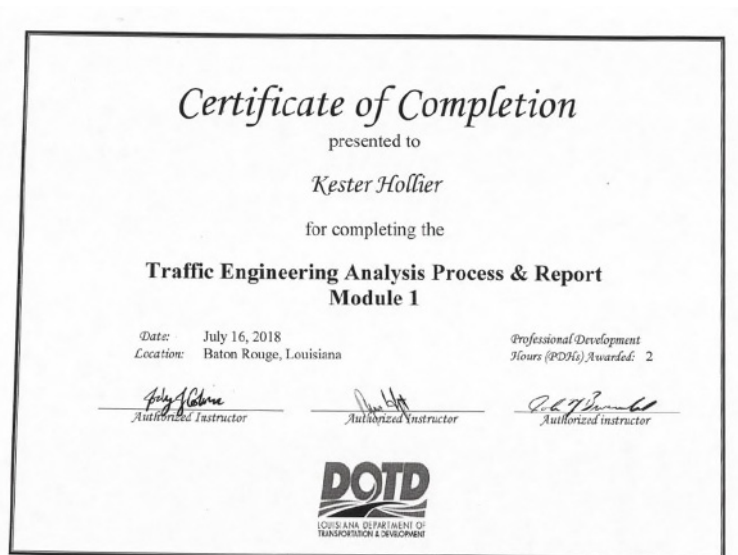 Certificate of Completion
presented to
Kester Hollier
for completing the
Traffic Engineering Analysis Process & Report
Module 1
Date: July 16, 2018
Location: Baton Rouge, Louisiana
Professional Development
Hours (PDHs) Awarded: 2
Authorized Instructor
Authorized Instructor
Authorized instructor
DOTD
LOUISIANA DEPARTMENT OF
TRANSPORTATION & DEVELOPMENT